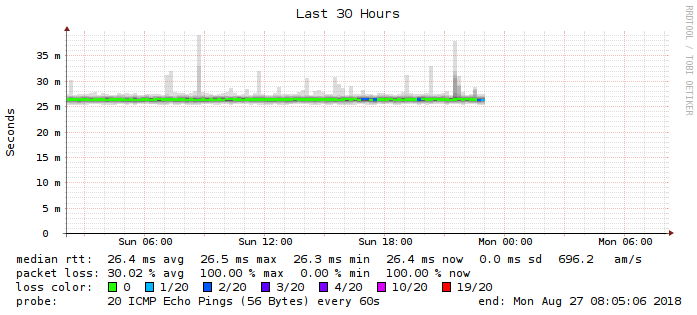 Last 30 Hours
RRDTOOL / TOBI OETIKER
Seconds
35 m
30 m
25 m
20 m
15 m
10 m
5 m
0
Sun 06:00 Sun 12:00 Sun 18:00 Mon 00:00 Mon 06:00
median rtt: 26.4 ms avg 26.5 ms max 26.3 ms min 26.4 ms now 0.0 ms sd 696.2 am/s
packet loss: 30.02 % avg 100.00 % max 0.00 % min 100.00 % now
loss color: 0 1/20 2/20 3/20 4/20 10/20 19/20
probe: 20 ICMP Echo Pings (56 Bytes) every 60s end: Mon Aug 27 08:05:06 2018